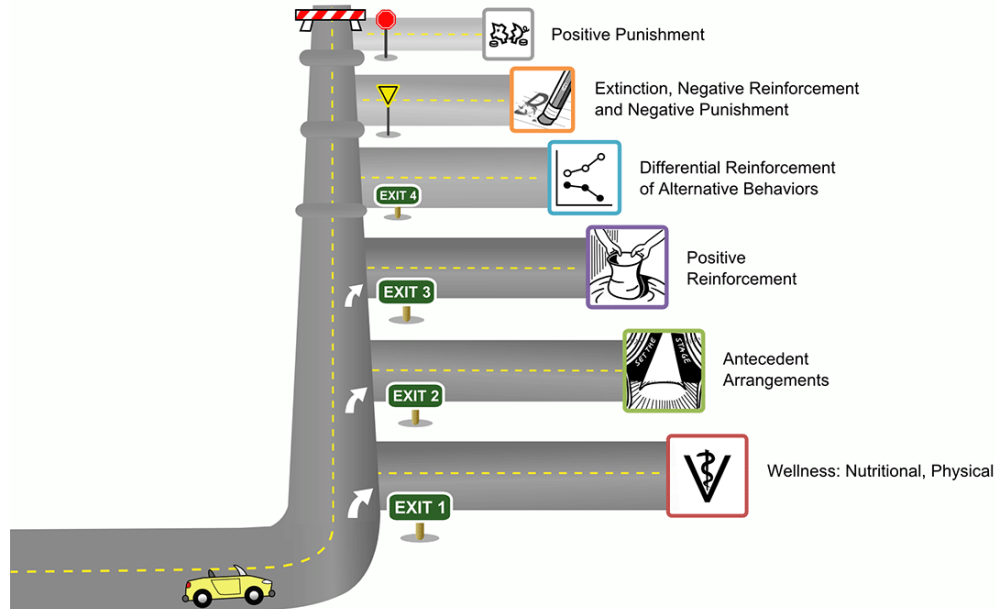 Positive Punishment
Extinction, Negative Reinforcement
and Negative Punishment
Differential Reinforcement
of Alternative Behaviors
EXIT 4
Positive
Reinforcement
EXIT 3
SET THE STAGE
Antecedent
Arrangements
EXIT 2
Wellness: Nutritional, Physical
V
EXIT 1